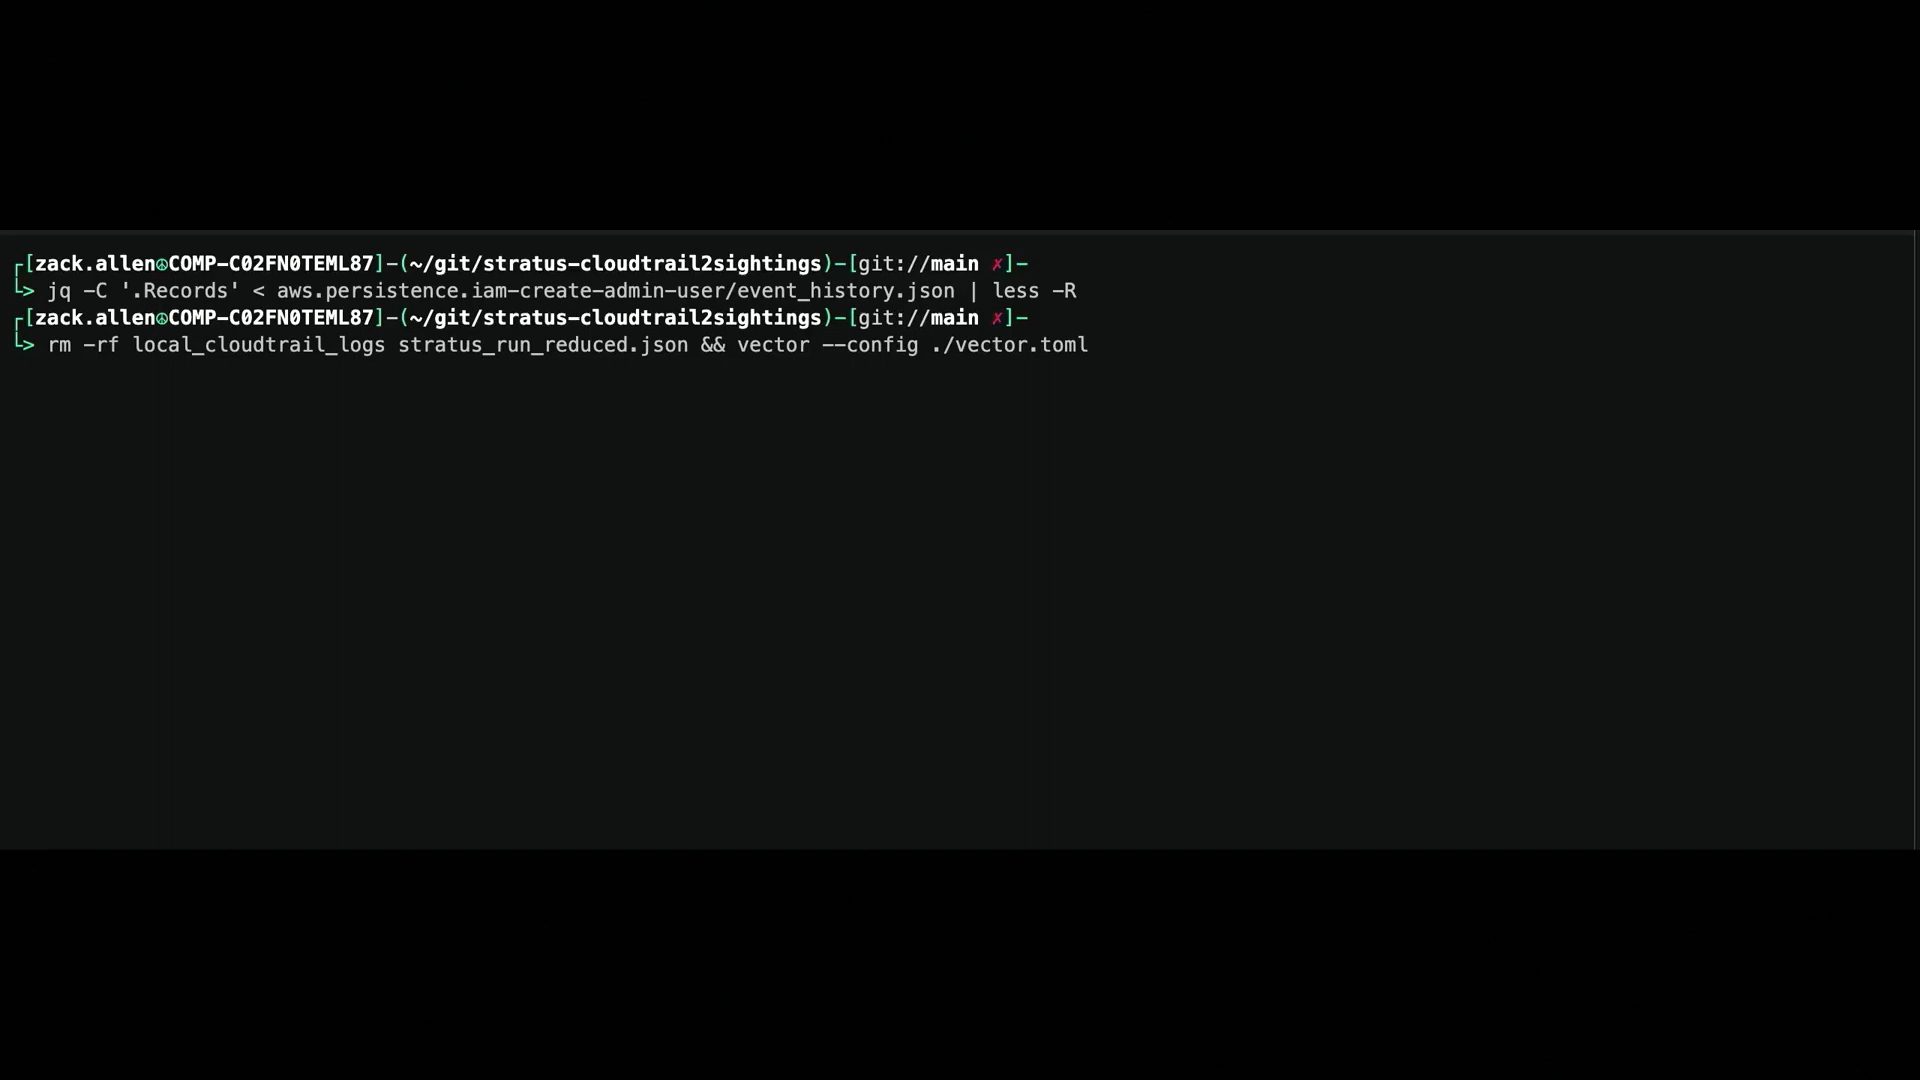 ┌[zack.allen☮COMP-C02FN0TEML87]-(~/git/stratus-cloudtrail2sightings)-[git://main ✗]-
└> jq -C '.Records' < aws.persistence.iam-create-admin-user/event_history.json | less -R
┌[zack.allen☮COMP-C02FN0TEML87]-(~/git/stratus-cloudtrail2sightings)-[git://main ✗]-
└> rm -rf local_cloudtrail_logs stratus_run_reduced.json && vector --config ./vector.toml